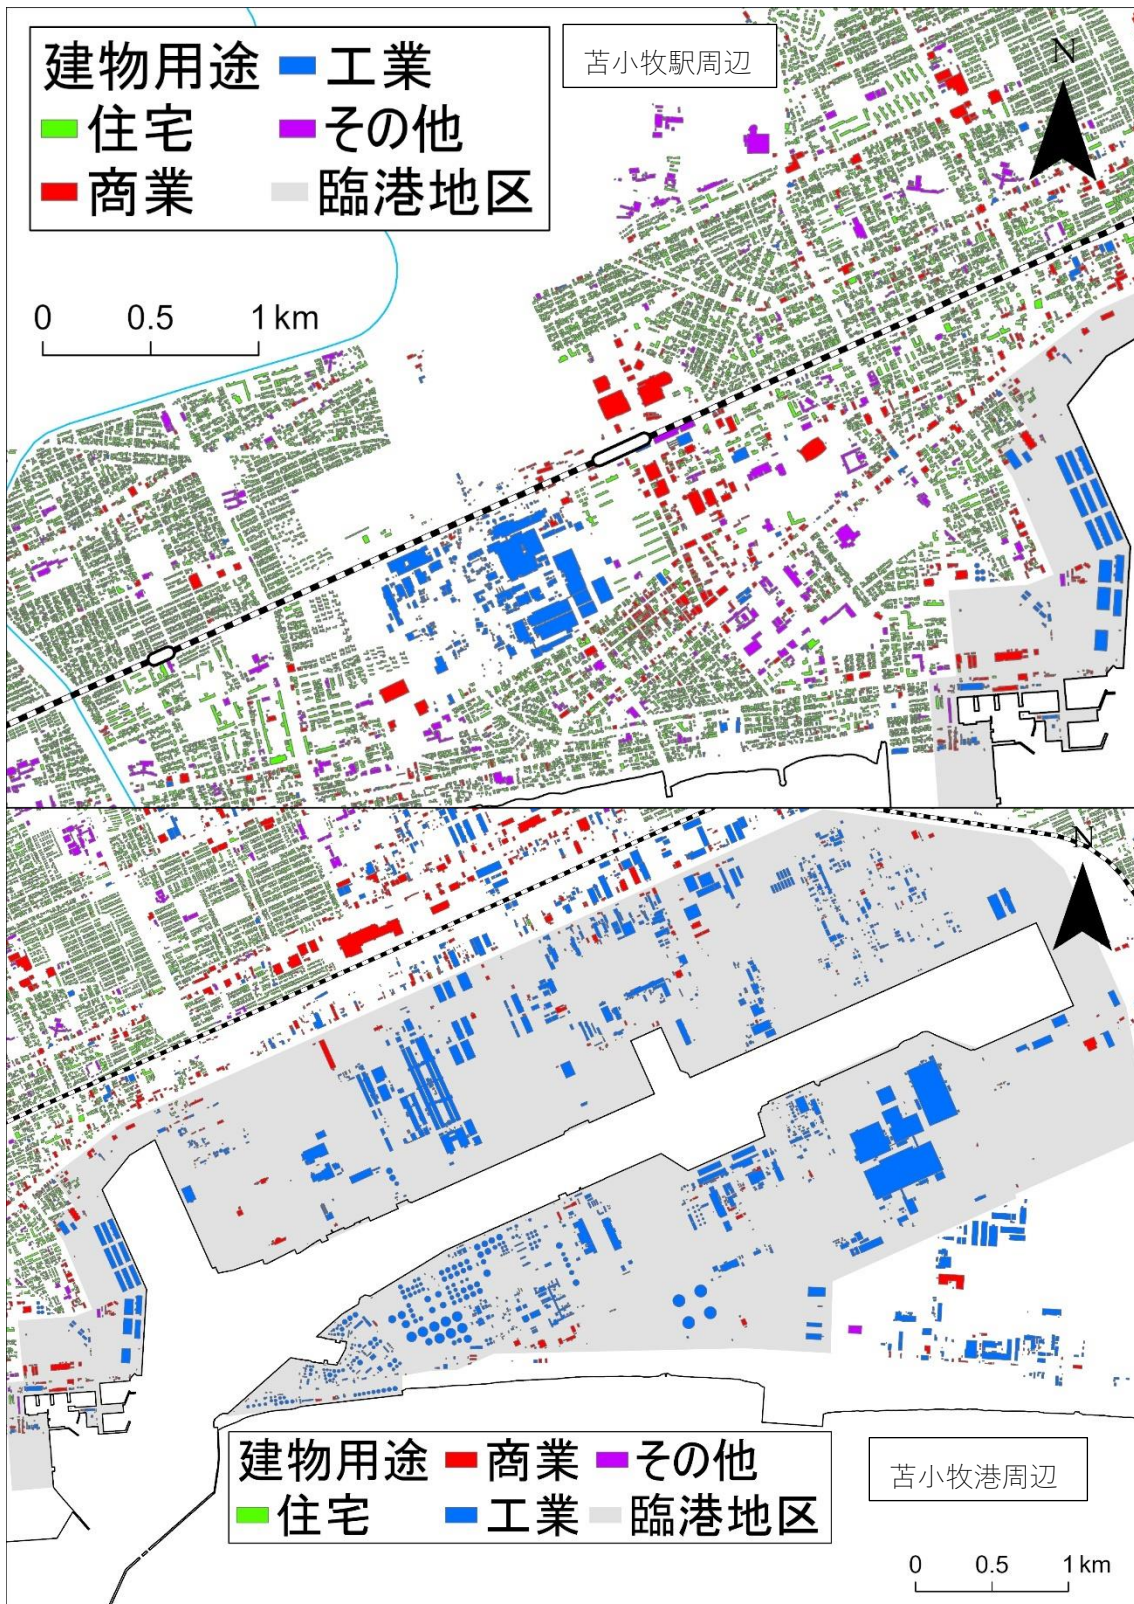 建物用途 工業
住宅 その他
商業 臨港地区
苫小牧駅周辺
N
0 0.5 1 km
N
建物用途 商業 その他
住宅 工業 臨港地区
苫小牧港周辺
0 0.5 1 km